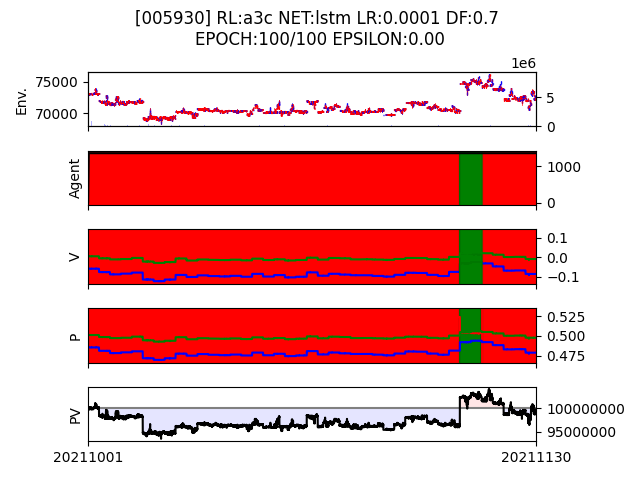 [005930] RL:a3c NET:lstm LR:0.0001 DF:0.7
EPOCH:100/100 EPSILON:0.00
1e6
75000
70000
Env.
5
0
Agent
1000
0
V
0.1
0.0
−0.1
P
0.525
0.500
0.475
PV
100000000
95000000
20211001
20211130